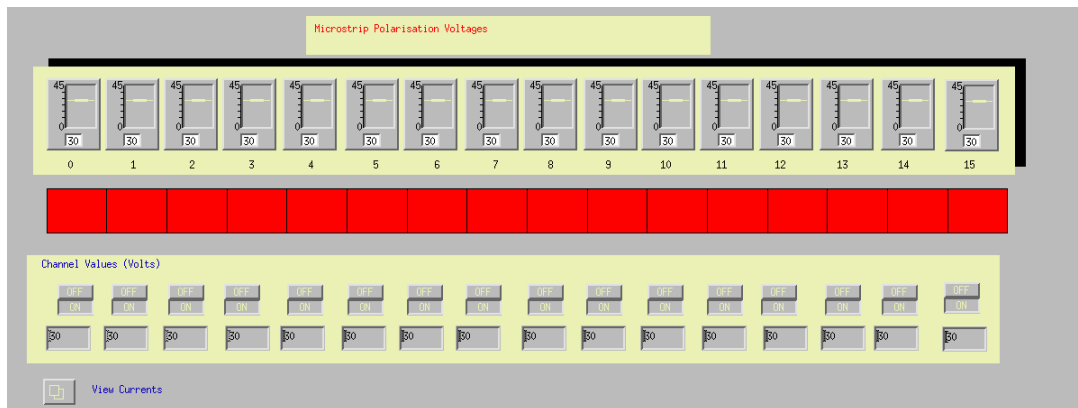 Microstrip Polarisation Voltages
45 45 45 45 45 45 45 45 45 45 45 45 45 45 45 45
0 0 0 0 0 0 0 0 0 0 0 0 0 0 0 0
30 30 30 30 30 30 30 30 30 30 30 30 30 30 30 30
0 1 2 3 4 5 6 7 8 9 10 11 12 13 14 15
Channel Values (Volts)
OFF OFF OFF OFF OFF OFF OFF OFF OFF OFF OFF OFF OFF OFF OFF OFF
ON ON ON ON ON ON ON ON ON ON ON ON ON ON ON ON
30 30 30 30 30 30 30 30 30 30 30 30 30 30 30 30
View Currents